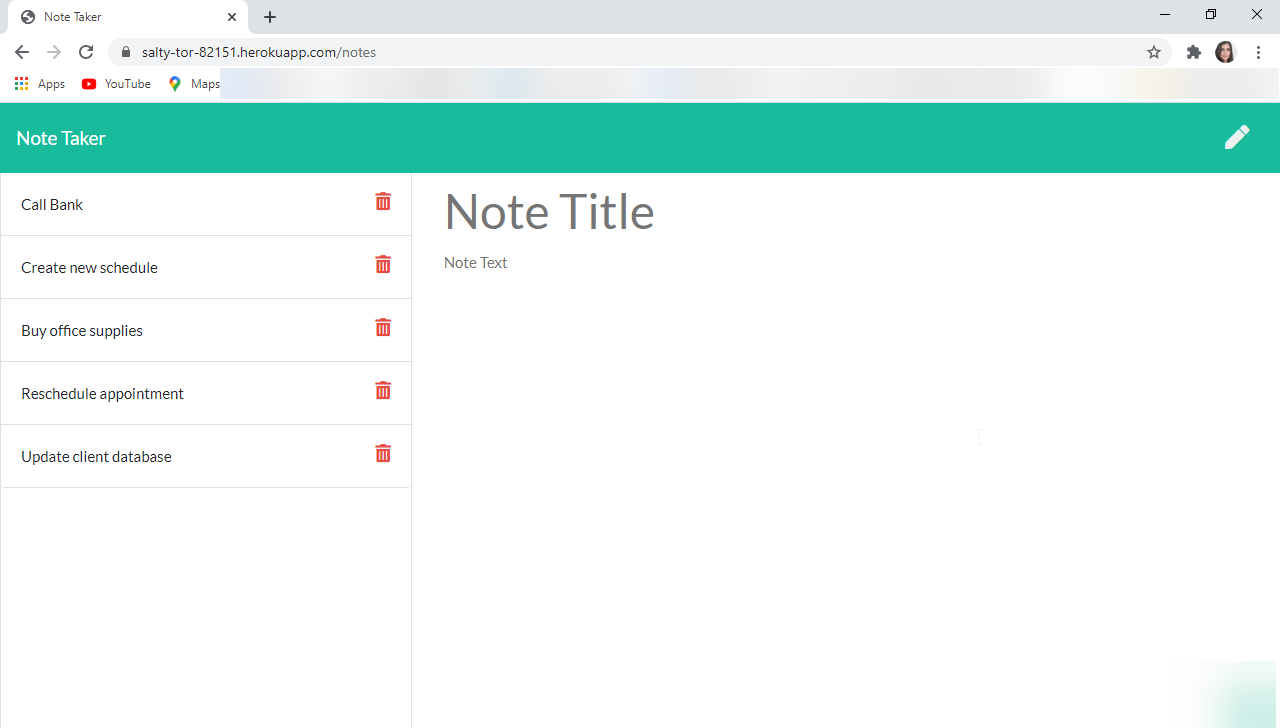 Note Taker
salty-tor-82151.herokuapp.com/notes
Apps YouTube Maps
Note Taker
Call Bank
Create new schedule
Buy office supplies
Reschedule appointment
Update client database
Note Title
Note Text